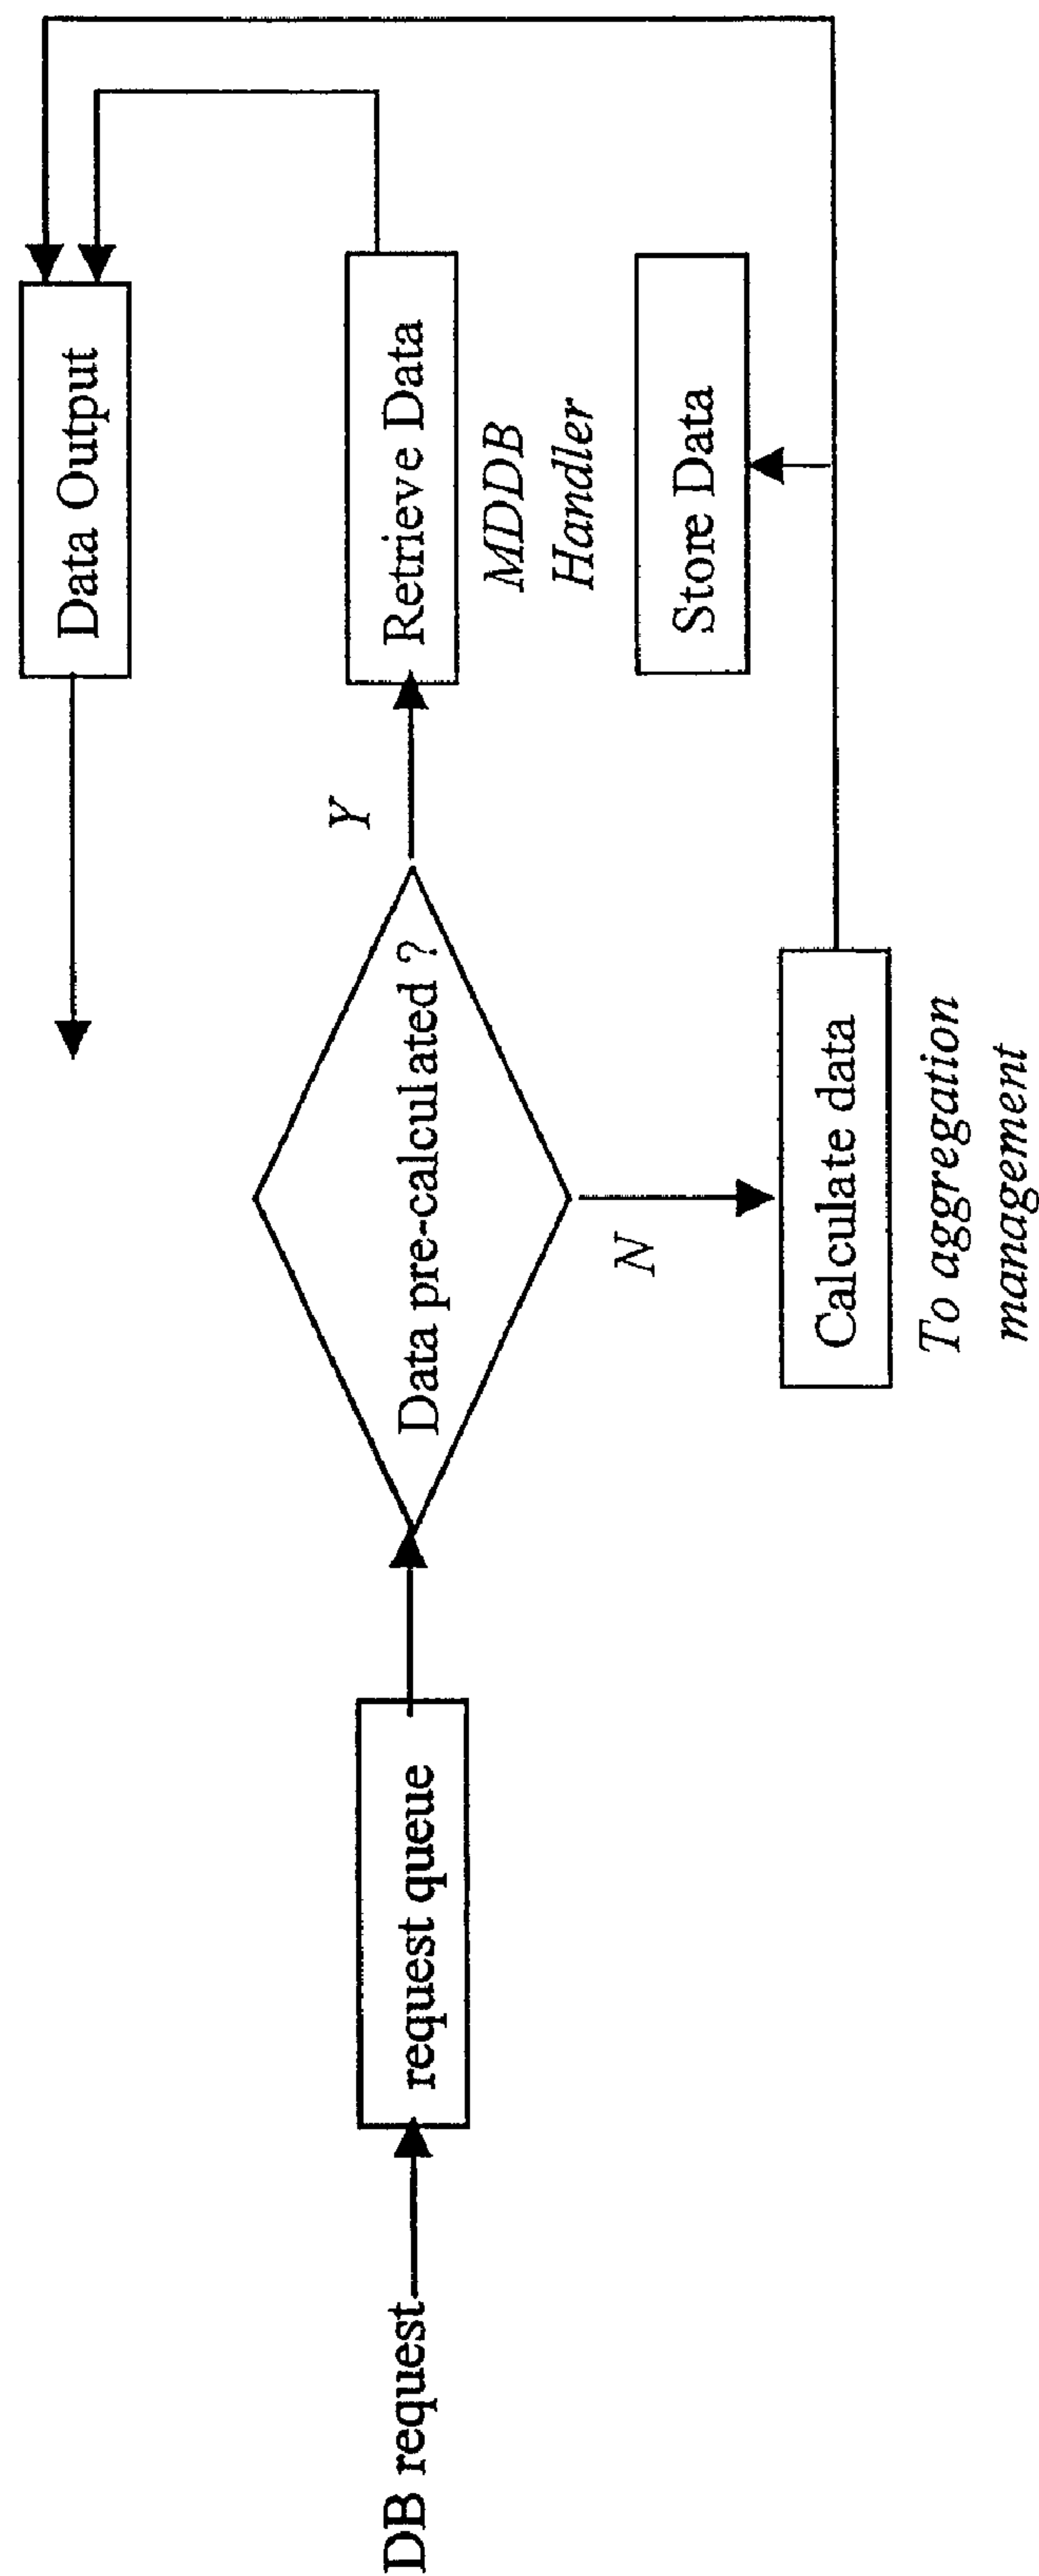 DB request
request queue
Data pre-calculated ?
Y
N
Data Output
Retrieve Data
MDDB
Handler
Store Data
Calculate data
To aggregation
management